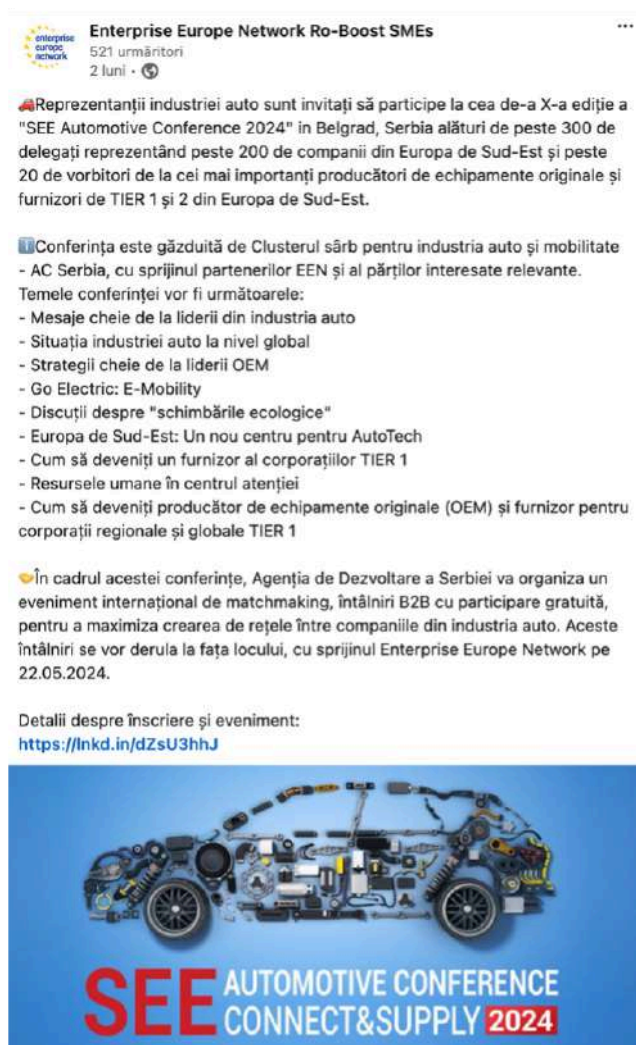 enterprise
europe
network
Enterprise Europe Network Ro-Boost SMEs
521 urmăritori
2 luni •
🚗Reprezentanții industriei auto sunt invitați să participe la cea de-a X-a ediție a
"SEE Automotive Conference 2024" in Belgrad, Serbia alături de peste 300 de
delegați reprezentând peste 200 de companii din Europa de Sud-Est și peste
20 de vorbitori de la cei mai importanți producători de echipamente originale și
furnizori de TIER 1 și 2 din Europa de Sud-Est.
ℹ️Conferința este găzduită de Clusterul sârb pentru industria auto și mobilitate
- AC Serbia, cu sprijinul partenerilor EEN și al părților interesate relevante.
Temele conferinței vor fi următoarele:
- Mesaje cheie de la liderii din industria auto
- Situația industriei auto la nivel global
- Strategii cheie de la liderii OEM
- Go Electric: E-Mobility
- Discuții despre "schimbările ecologice"
- Europa de Sud-Est: Un nou centru pentru AutoTech
- Cum să deveniți un furnizor al corporațiilor TIER 1
- Resursele umane în centrul atenției
- Cum să deveniți producător de echipamente originale (OEM) și furnizor pentru
corporații regionale și globale TIER 1
🤝În cadrul acestei conferințe, Agenția de Dezvoltare a Serbiei va organiza un
eveniment internațional de matchmaking, întâlniri B2B cu participare gratuită,
pentru a maximiza crearea de rețele între companiile din industria auto. Aceste
întâlniri se vor derula la fața locului, cu sprijinul Enterprise Europe Network pe
22.05.2024.
Detalii despre înscriere și eveniment:
https://lnkd.in/dZsU3hhJ
SEE AUTOMOTIVE CONFERENCE
CONNECT&SUPPLY 2024